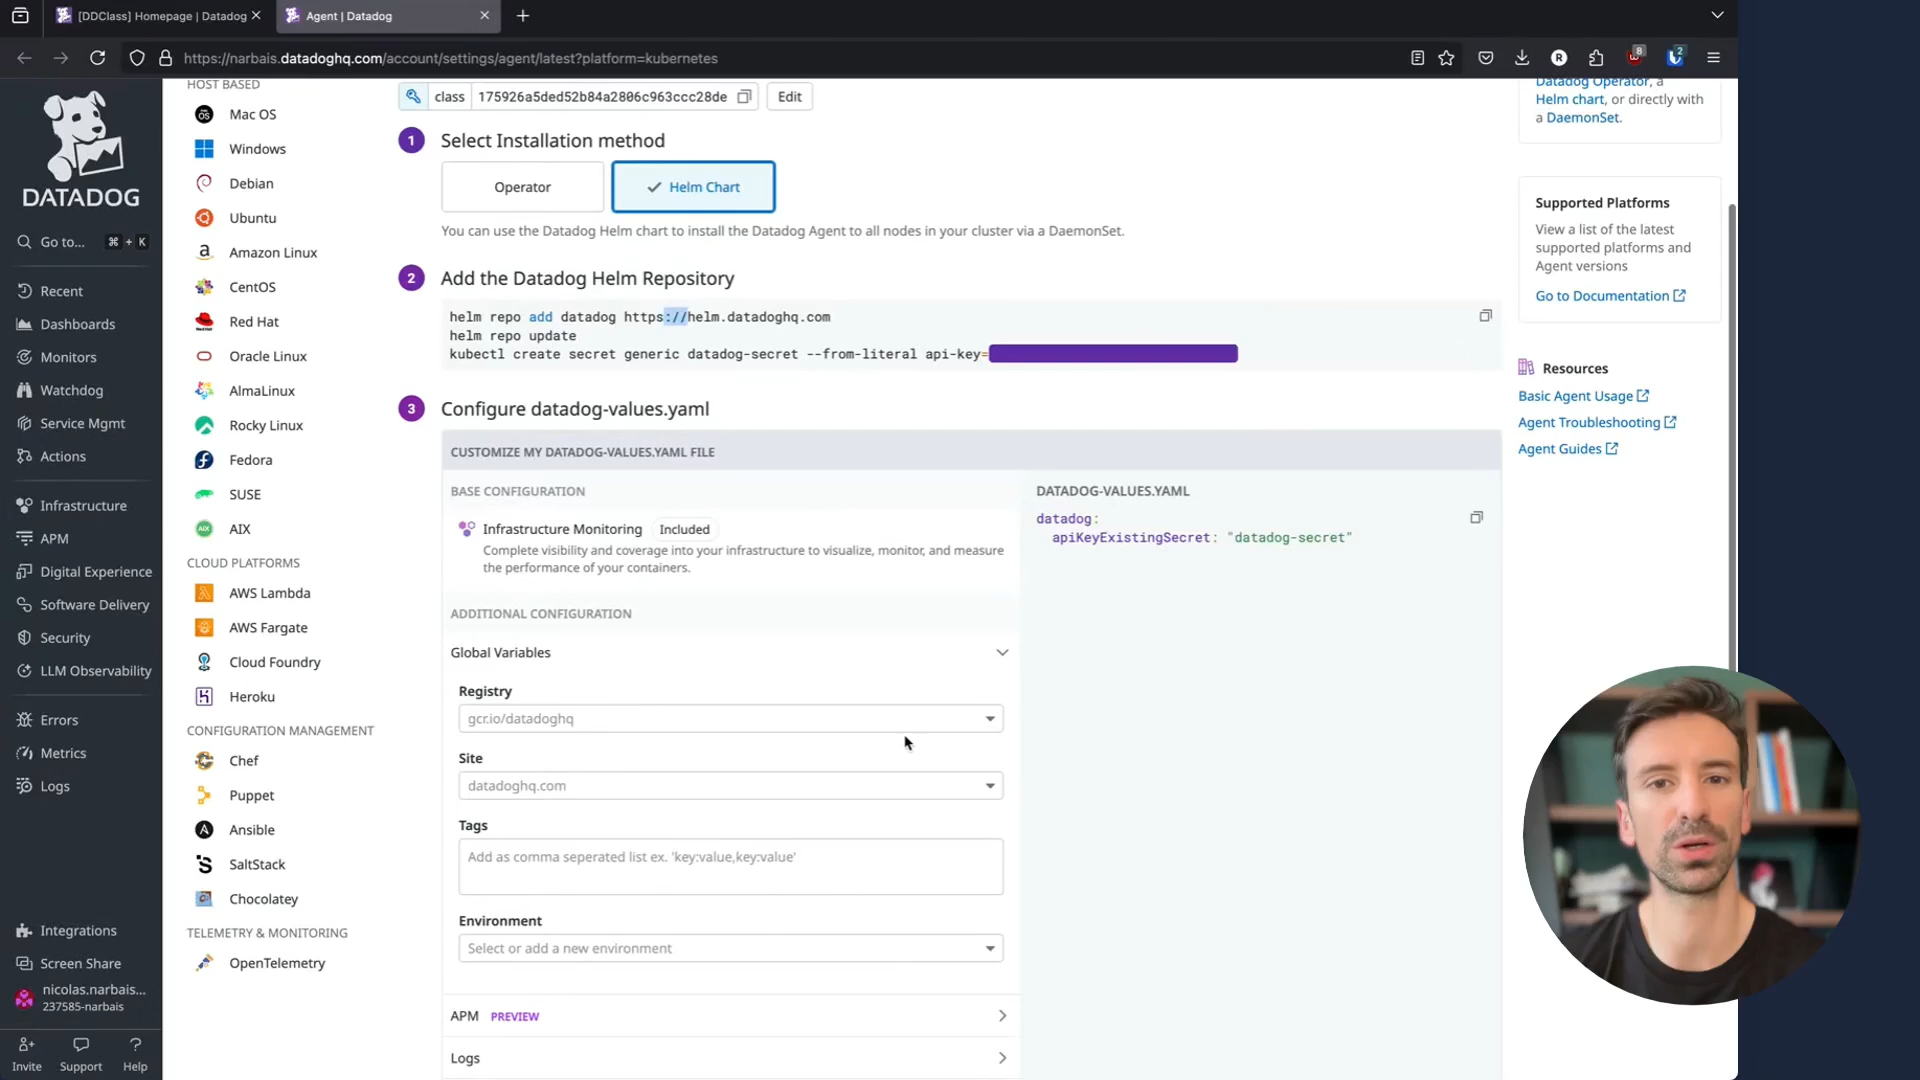 [DDClass] Homepage | Datadog
Agent | Datadog
https://narbais.datadoghq.com/account/settings/agent/latest?platform=kubernetes
8
R
2
DATADOG
Go to... ⌘ + K
Recent
Dashboards
Monitors
Watchdog
Service Mgmt
Actions
Infrastructure
APM
Digital Experience
Software Delivery
Security
LLM Observability
Errors
Metrics
Logs
Integrations
Screen Share
nicolas.narbais...
237585-narbais
Invite
Support
Help
HOST BASED
Mac OS
Windows
Debian
Ubuntu
Amazon Linux
CentOS
Red Hat
Oracle Linux
AlmaLinux
Rocky Linux
Fedora
SUSE
AIX
CLOUD PLATFORMS
AWS Lambda
AWS Fargate
Cloud Foundry
Heroku
CONFIGURATION MANAGEMENT
Chef
Puppet
Ansible
SaltStack
Chocolatey
TELEMETRY & MONITORING
OpenTelemetry
class 175926a5ded52b84a2806c963ccc28de Edit
1 Select Installation method
Operator
Helm Chart
You can use the Datadog Helm chart to install the Datadog Agent to all nodes in your cluster via a DaemonSet.
2 Add the Datadog Helm Repository
helm repo add datadog https://helm.datadoghq.com
helm repo update
kubectl create secret generic datadog-secret --from-literal api-key=
3 Configure datadog-values.yaml
CUSTOMIZE MY DATADOG-VALUES.YAML FILE
BASE CONFIGURATION
Infrastructure Monitoring Included
Complete visibility and coverage into your infrastructure to visualize, monitor, and measure
the performance of your containers.
ADDITIONAL CONFIGURATION
Global Variables
Registry
gcr.io/datadoghq
Site
datadoghq.com
Tags
Add as comma seperated list ex. 'key:value,key:value'
Environment
Select or add a new environment
APM PREVIEW
Logs
DATADOG-VALUES.YAML
datadog:
apiKeyExistingSecret: "datadog-secret"
Datadog Operator, a
Helm chart, or directly with
a DaemonSet.
Supported Platforms
View a list of the latest
supported platforms and
Agent versions
Go to Documentation
Resources
Basic Agent Usage
Agent Troubleshooting
Agent Guides